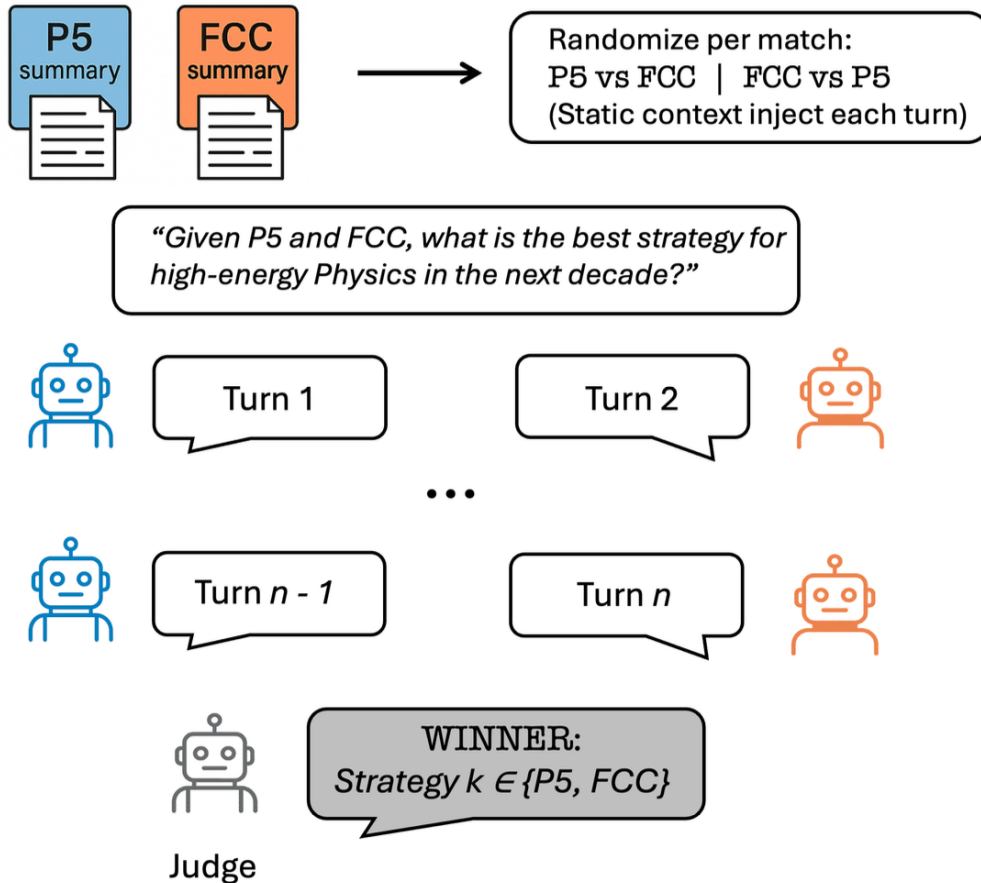 P5
summary
FCC
summary
Randomize per match:
P5 vs FCC | FCC vs P5
(Static context inject each turn)
“Given P5 and FCC, what is the best strategy for
high-energy Physics in the next decade?”
Turn 1
Turn 2
...
Turn n - 1
Turn n
WINNER:
Strategy k ∈ {P5, FCC}
Judge